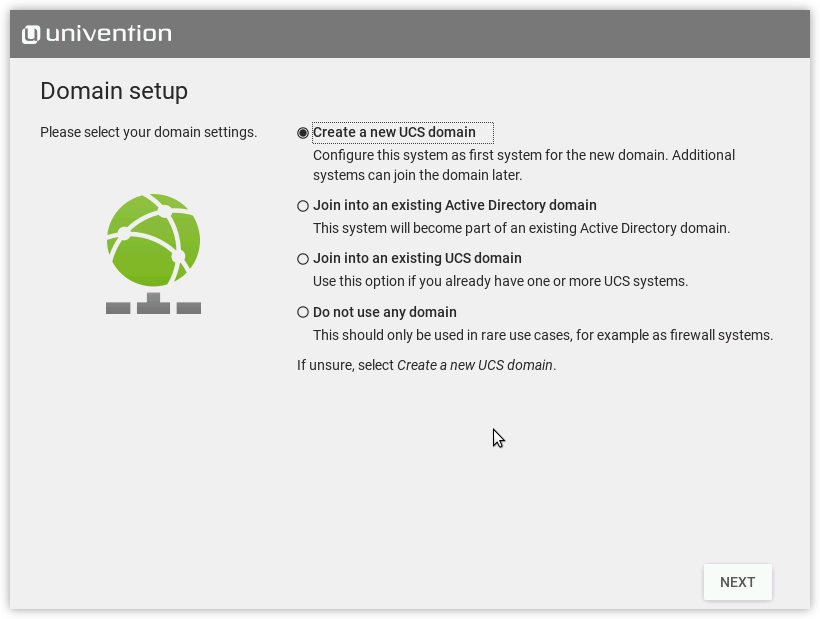 univention
Domain setup
Please select your domain settings.
Create a new UCS domain
Configure this system as first system for the new domain. Additional
systems can join the domain later.
Join into an existing Active Directory domain
This system will become part of an existing Active Directory domain.
Join into an existing UCS domain
Use this option if you already have one or more UCS systems.
Do not use any domain
This should only be used in rare use cases, for example as firewall systems.
If unsure, select Create a new UCS domain.
NEXT